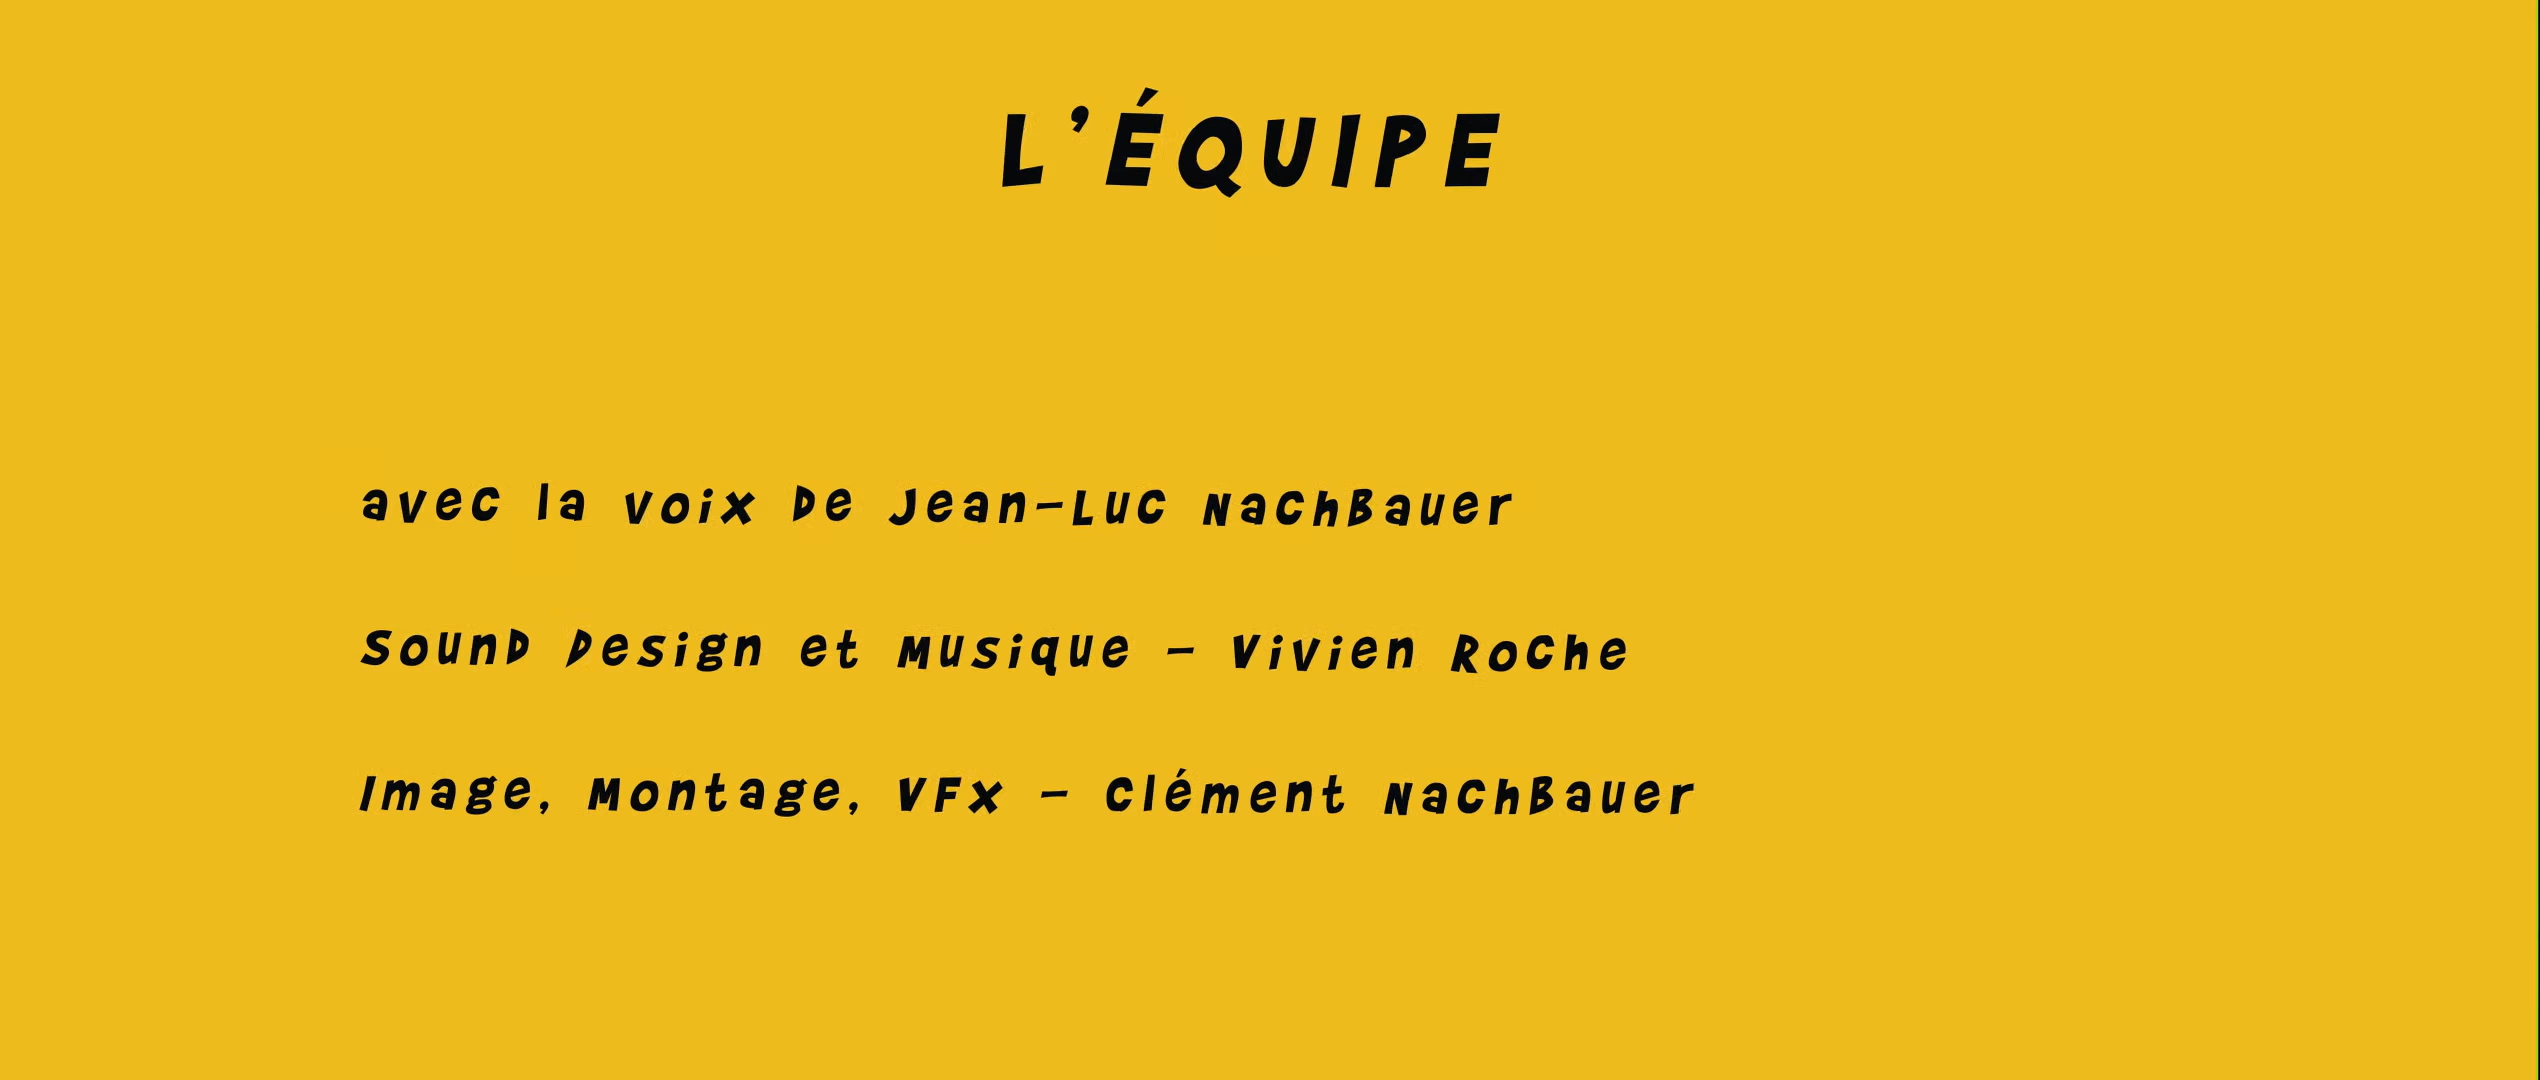 L'ÉQUIPE
avec la voix de Jean-Luc Nachbauer
Sound Design et Musique - Vivien Roche
Image, Montage, VFX - Clément Nachbauer